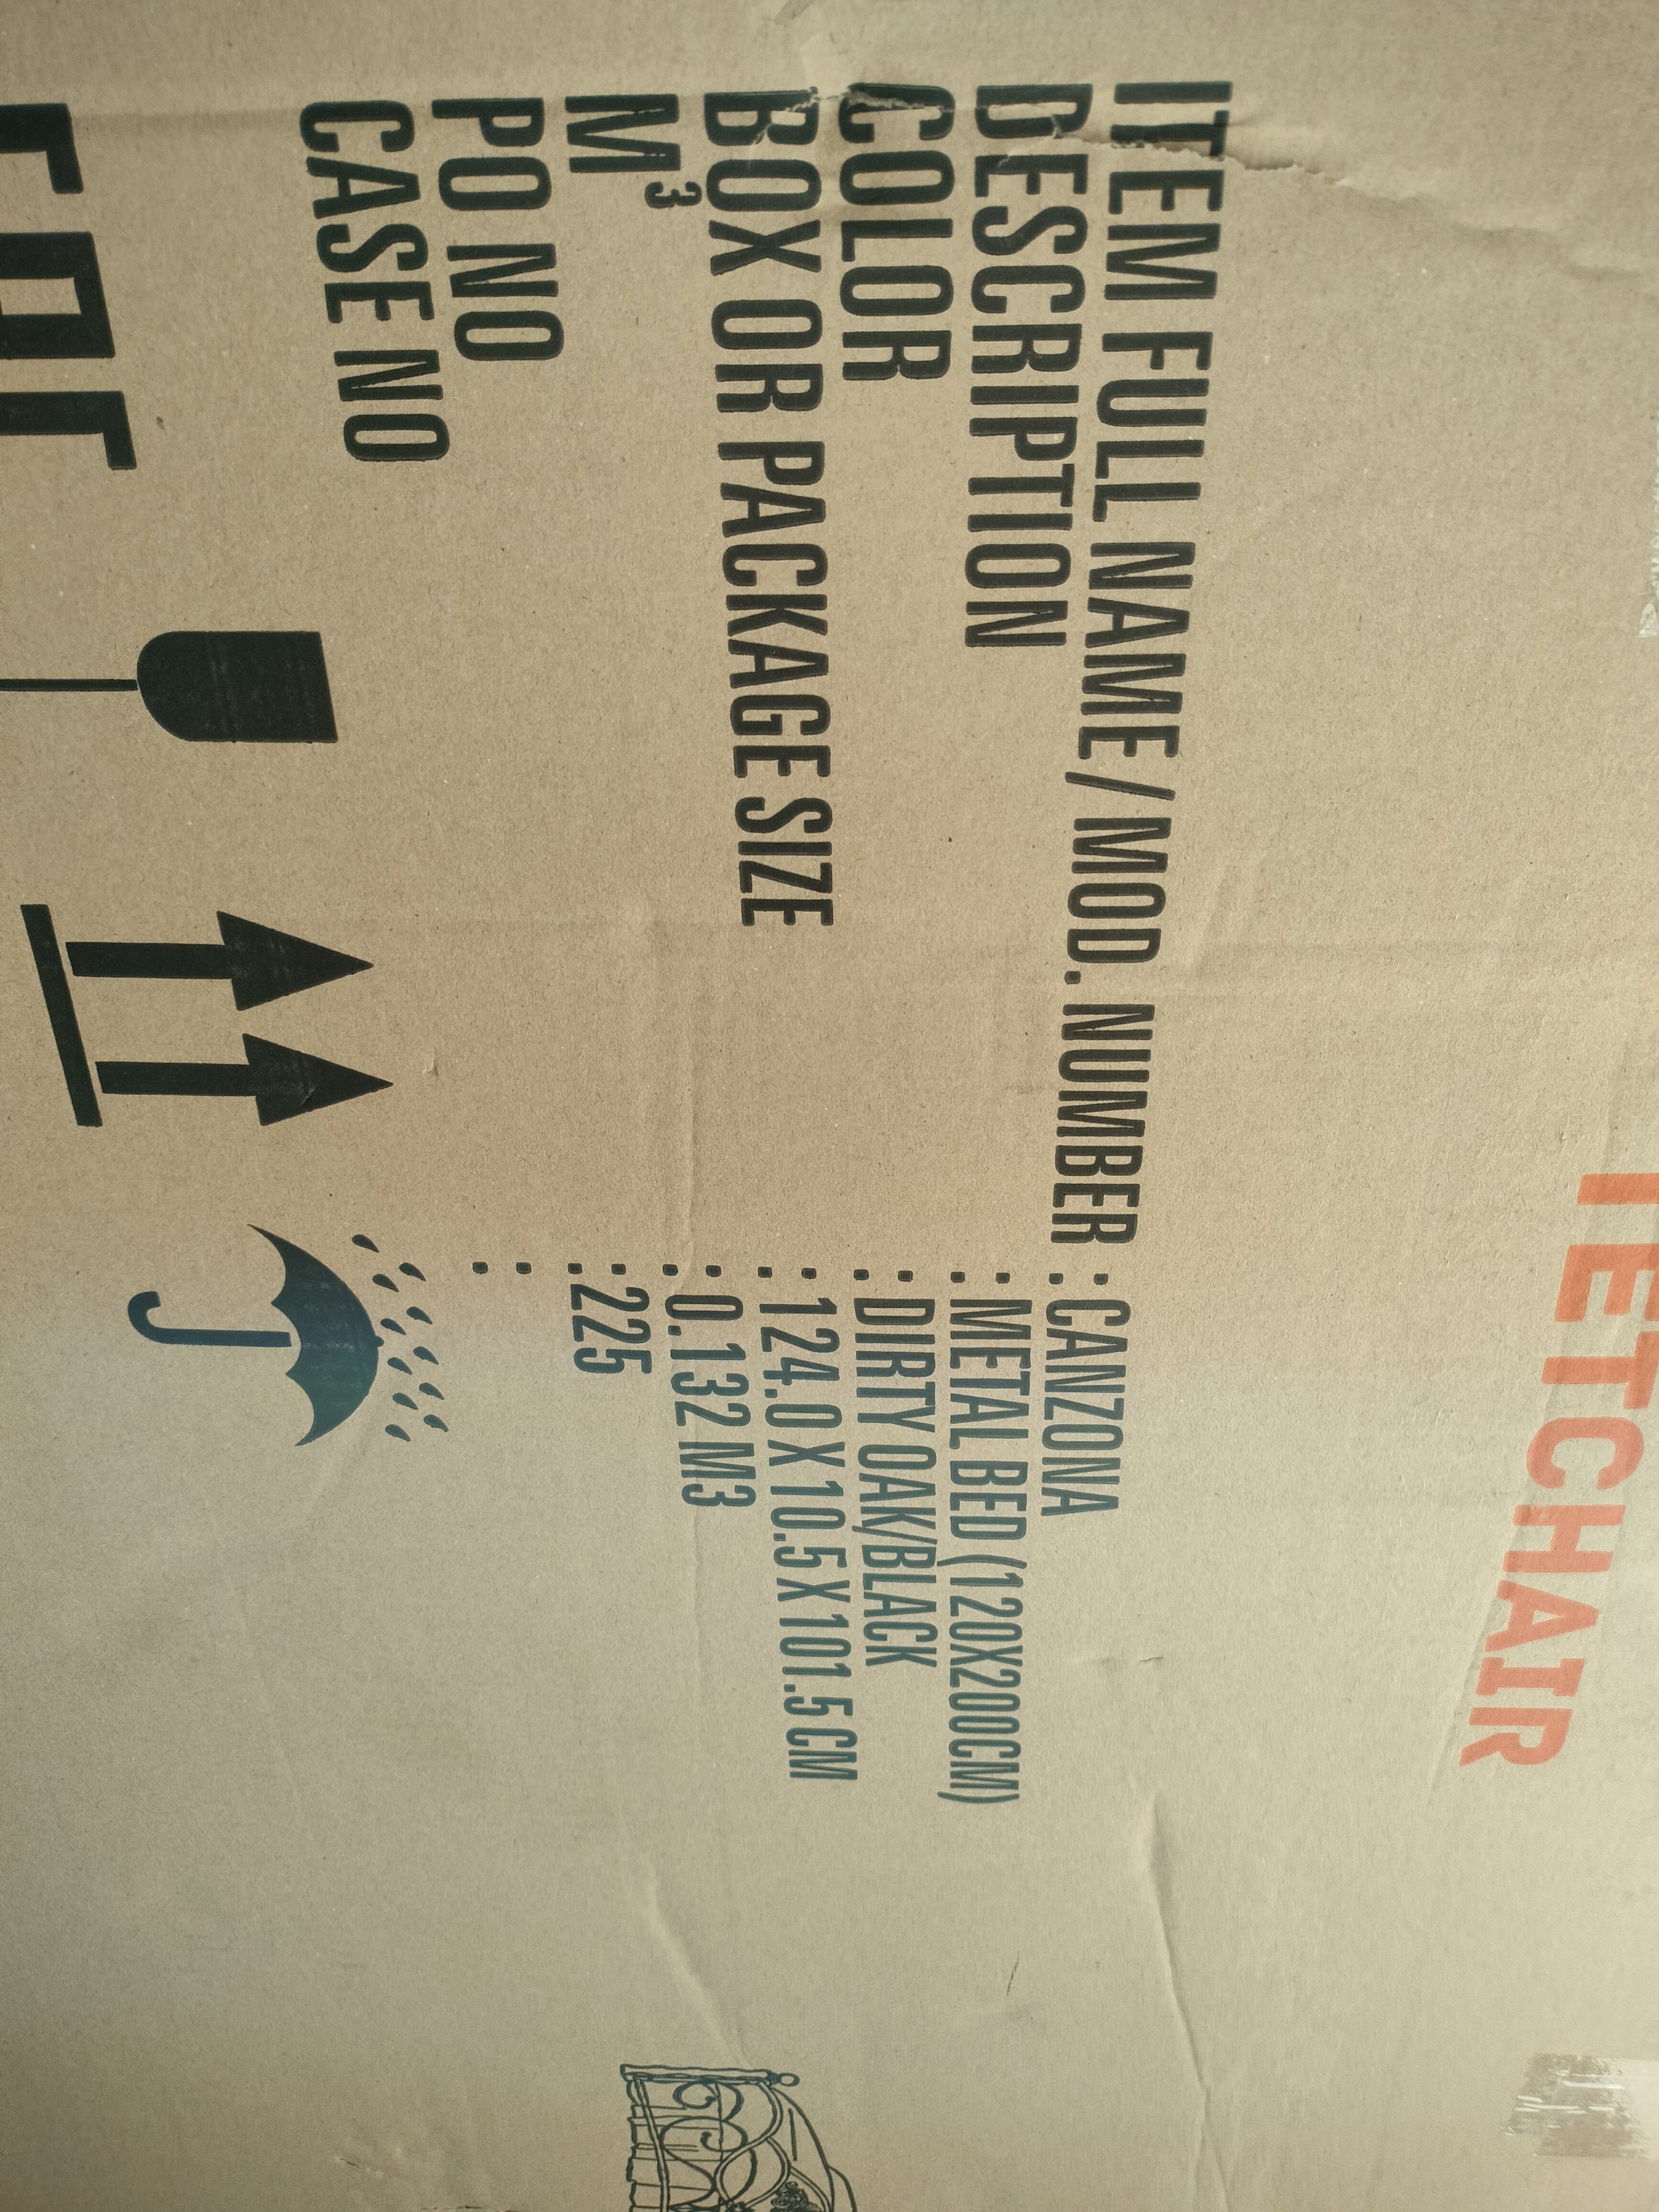 TETCHAIR
ITEM FULL NAME / MOD. NUMBER : CANZONA
DESCRIPTION : METAL BED (120X200CM)
COLOR : DIRTY OAK/BLACK
BOX OR PACKAGE SIZE : 124.0 X 10.5 X 101.5 CM
M³ : 0.132 M3
PO NO : 225
CASE NO :